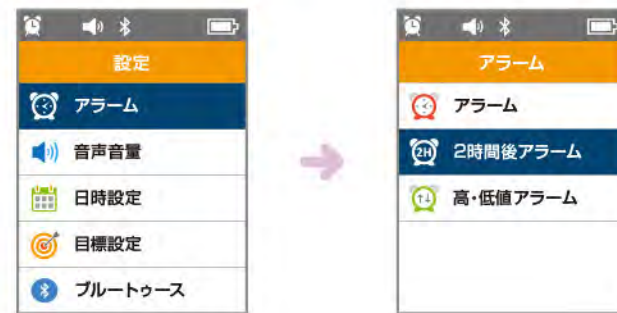 設定
アラーム
音声音量
日時設定
目標設定
ブルートゥース
アラーム
アラーム
2H 2時間後アラーム
高・低値アラーム